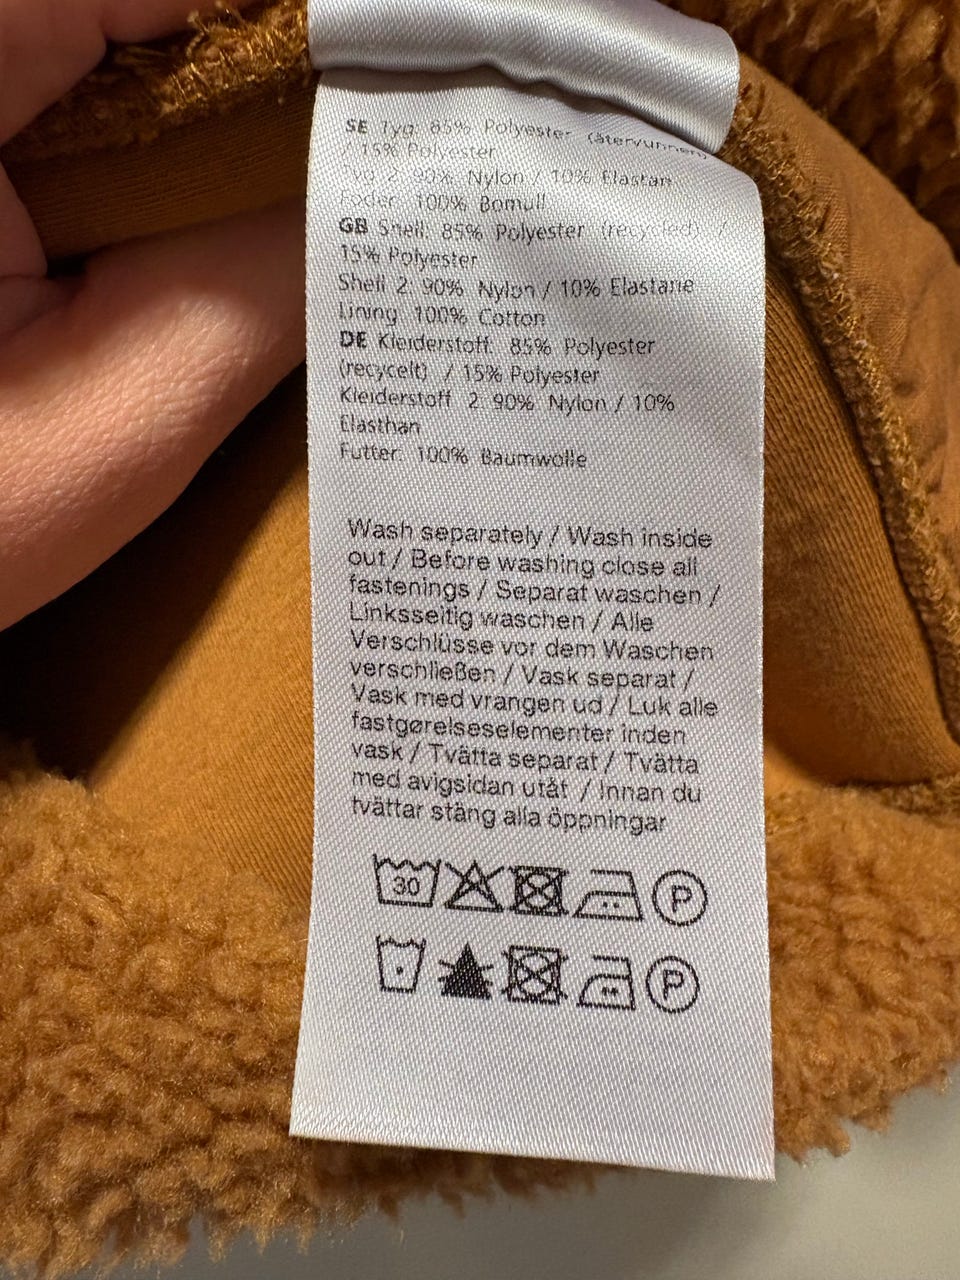 SE Tyg: 85% Polyester (återvunnen)
/ 15% Polyester
Tyg 2: 90% Nylon / 10% Elastan
Foder: 100% Bomull
GB Shell: 85% Polyester (recycled) /
15% Polyester
Shell 2: 90% Nylon / 10% Elastane
Lining: 100% Cotton
DE Kleiderstoff: 85% Polyester
(recycelt) / 15% Polyester
Kleiderstoff 2: 90% Nylon / 10%
Elasthan
Futter: 100% Baumwolle
Wash separately / Wash inside
out / Before washing close all
fastenings / Separat waschen /
Linksseitig waschen / Alle
Verschlüsse vor dem Waschen
verschließen / Vask separat /
Vask med vrangen ud / Luk alle
fastgørelseselementer inden
vask / Tvätta separat / Tvätta
med avigsidan utåt / Innan du
tvättar stäng alla öppningar
30 P
P